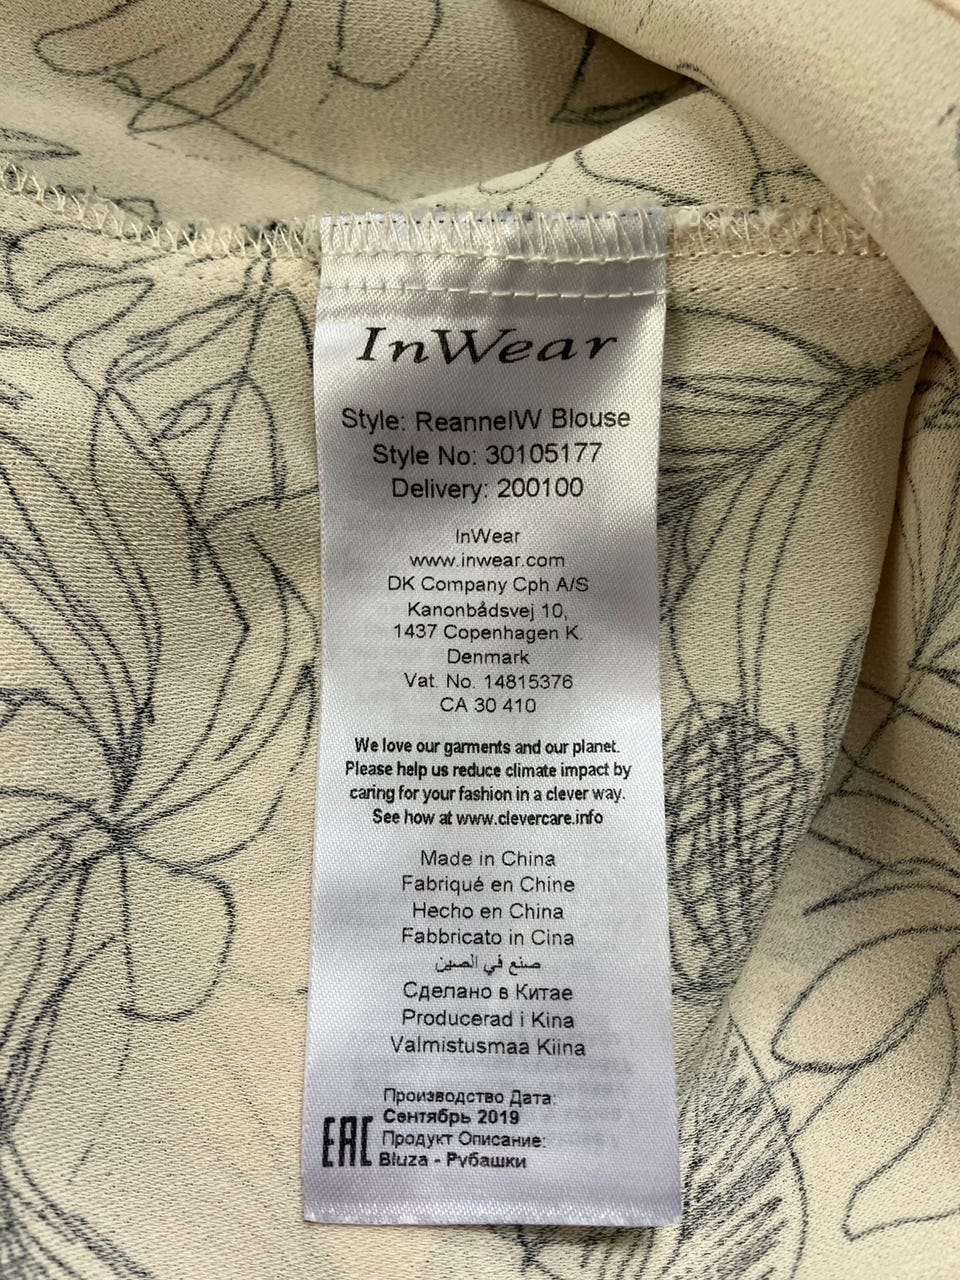 InWear
Style: ReanneIW Blouse
Style No: 30105177
Delivery: 200100
InWear
www.inwear.com
DK Company Cph A/S
Kanonbådsvej 10,
1437 Copenhagen K.
Denmark
Vat. No. 14815376
CA 30 410
We love our garments and our planet.
Please help us reduce climate impact by
caring for your fashion in a clever way.
See how at www.clevercare.info
Made in China
Fabriqué en Chine
Hecho en China
Fabbricato in Cina
صنع في الصين
Сделано в Китае
Producerad i Kina
Valmistusmaa Kiina
Производство Дата:
Сентябрь 2019
EAC Продукт Описание:
Bluza - Рубашки